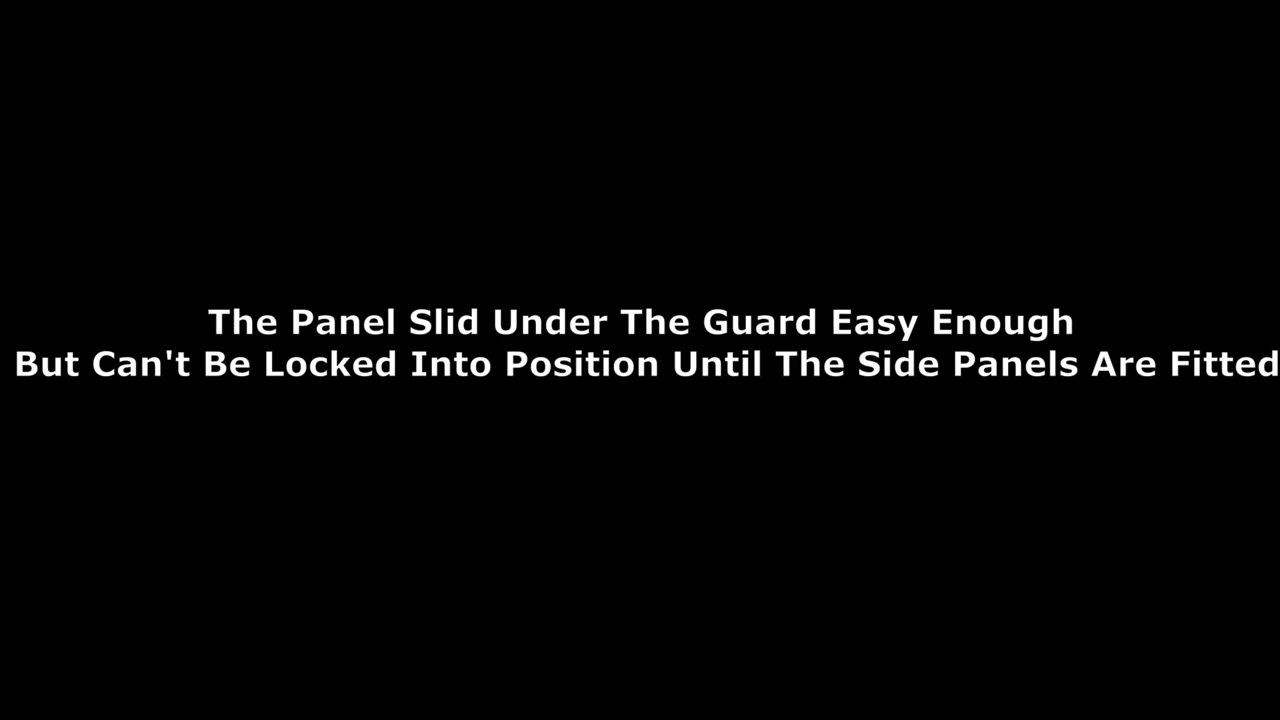 The Panel Slid Under The Guard Easy Enough
But Can't Be Locked Into Position Until The Side Panels Are Fitted